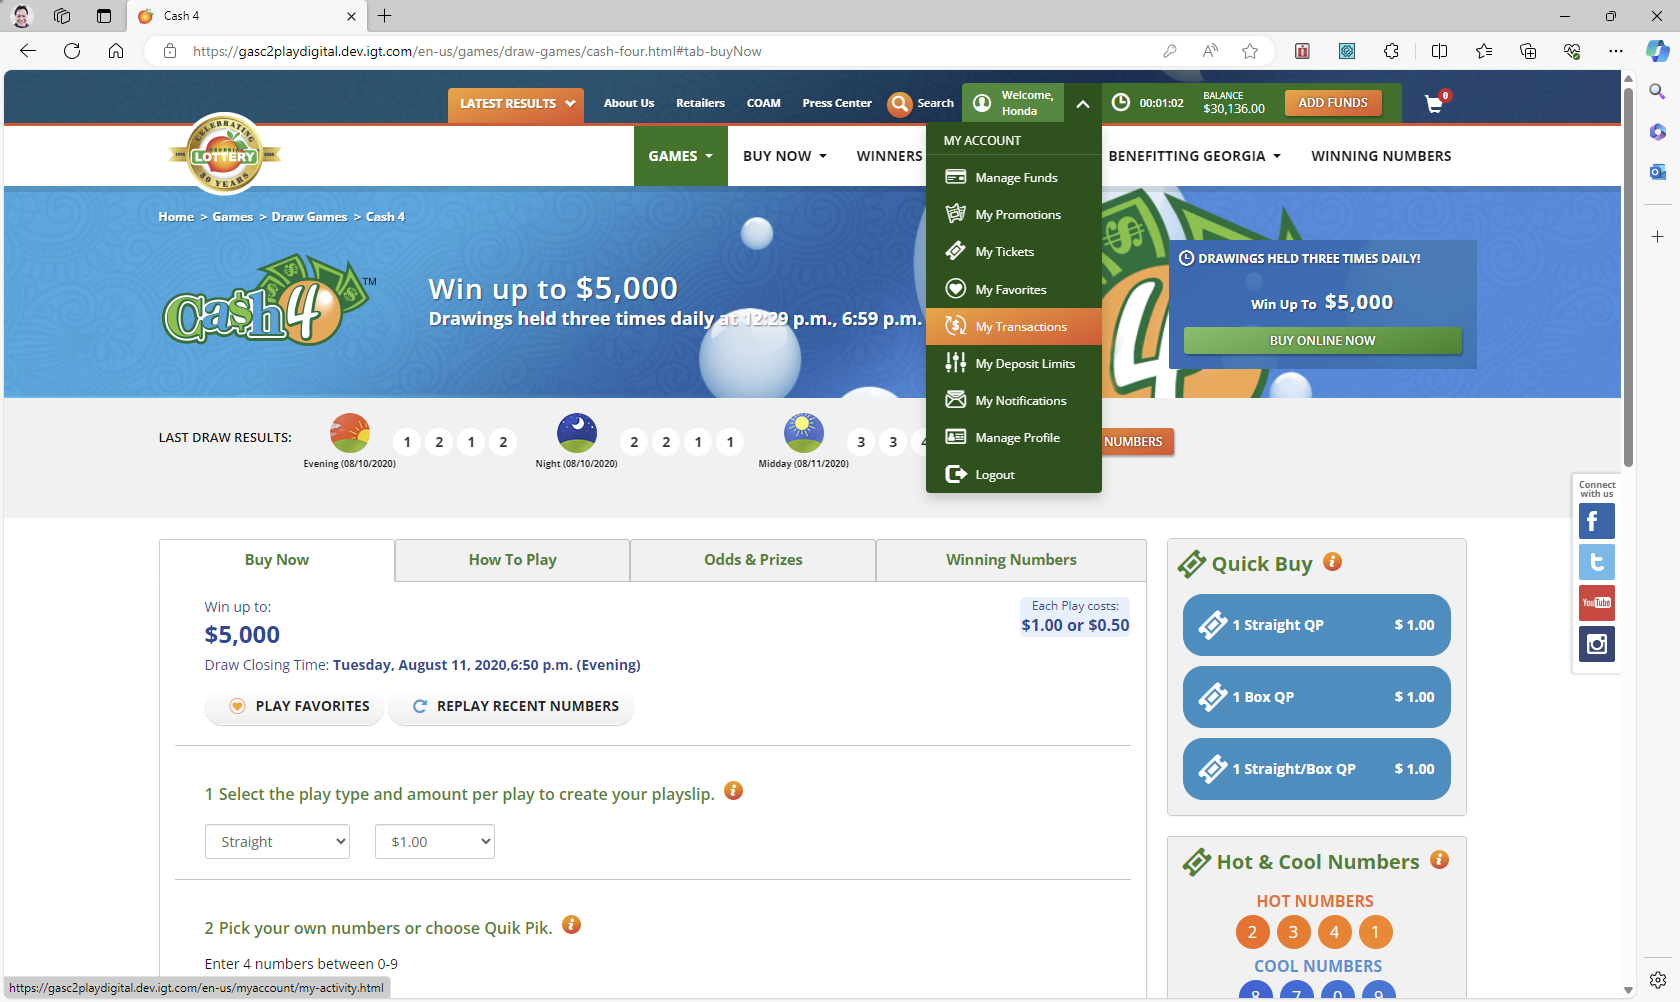 Cash 4
https://gasc2playdigital.dev.igt.com/en-us/games/draw-games/cash-four.html#tab-buyNow
LATEST RESULTS
About Us
Retailers
COAM
Press Center
Search
Welcome,
Honda
00:01:02
BALANCE
$30,136.00
ADD FUNDS
0
CELEBRATING
GEORGIA
LOTTERY
30 YEARS
GAMES
BUY NOW
WINNERS
BENEFITTING GEORGIA
WINNING NUMBERS
MY ACCOUNT
Manage Funds
My Promotions
My Tickets
My Favorites
My Transactions
My Deposit Limits
My Notifications
Manage Profile
Logout
Home > Games > Draw Games > Cash 4
Cash 4 TM
Win up to $5,000
Drawings held three times daily at 12:29 p.m., 6:59 p.m.
DRAWINGS HELD THREE TIMES DAILY!
Win Up To $5,000
BUY ONLINE NOW
LAST DRAW RESULTS:
1 2 1 2
Evening (08/10/2020)
2 2 1 1
Night (08/10/2020)
3 3 4
Midday (08/11/2020)
NUMBERS
Connect
with us
f
t
YouTube
Buy Now
How To Play
Odds & Prizes
Winning Numbers
Win up to:
$5,000
Each Play costs:
$1.00 or $0.50
Draw Closing Time: Tuesday, August 11, 2020,6:50 p.m. (Evening)
PLAY FAVORITES
REPLAY RECENT NUMBERS
1 Select the play type and amount per play to create your playslip.
Straight
$1.00
2 Pick your own numbers or choose Quik Pik.
Enter 4 numbers between 0-9
Quick Buy
1 Straight QP $ 1.00
1 Box QP $ 1.00
1 Straight/Box QP $ 1.00
Hot & Cool Numbers
HOT NUMBERS
2 3 4 1
COOL NUMBERS
8 7 0 9
https://gasc2playdigital.dev.igt.com/en-us/myaccount/my-activity.html